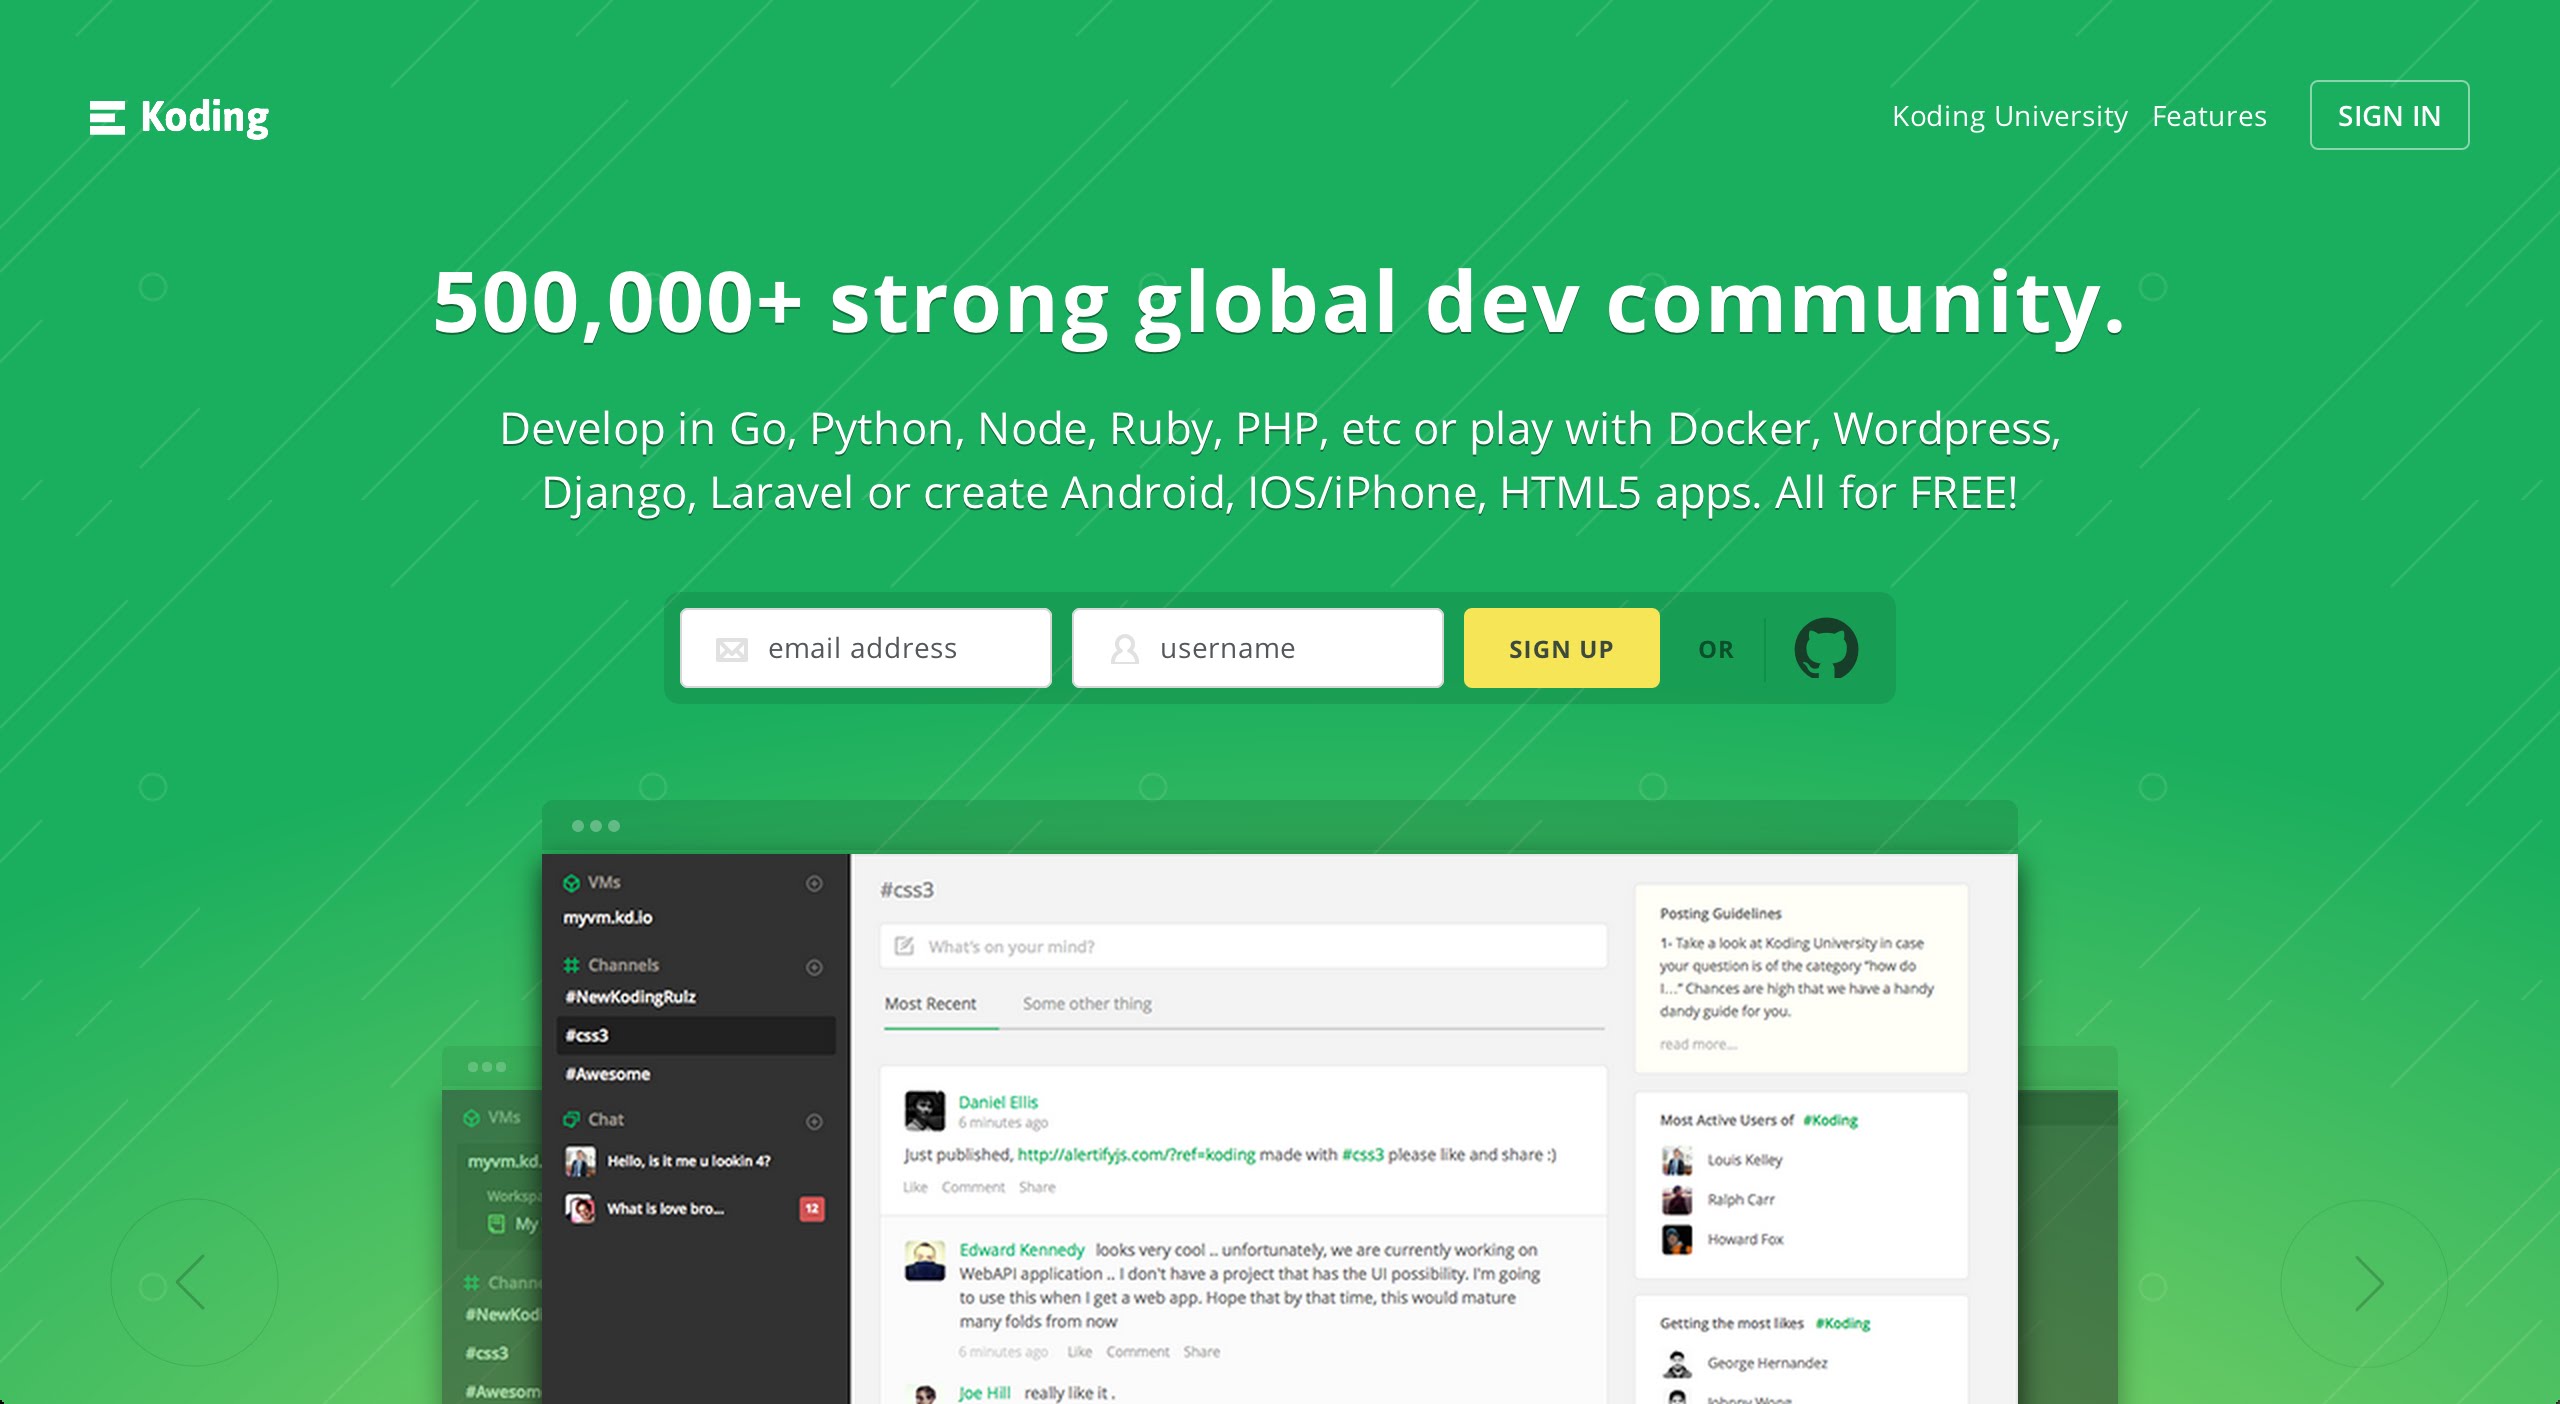 Koding
Koding University Features SIGN IN
500,000+ strong global dev community.
Develop in Go, Python, Node, Ruby, PHP, etc or play with Docker, Wordpress,
Django, Laravel or create Android, IOS/iPhone, HTML5 apps. All for FREE!
email address username SIGN UP OR
VMs
myvm.kd.io
Channels
#NewKodingRulz
#css3
#Awesome
Chat
Hello, is it me u lookin 4?
What is love bro... 12
#css3
What's on your mind?
Most Recent Some other thing
Daniel Ellis
6 minutes ago
Just published, http://alertifyjs.com/?ref=koding made with #css3 please like and share :)
Like Comment Share
Edward Kennedy looks very cool .. unfortunately, we are currently working on
WebAPI application .. I don't have a project that has the UI possibility. I'm going
to use this when I get a web app. Hope that by that time, this would mature
many folds from now
6 minutes ago Like Comment Share
Joe Hill really like it .
Posting Guidelines
1- Take a look at Koding University in case
your question is of the category "how do
I..." Chances are high that we have a handy
dandy guide for you.
read more...
Most Active Users of #Koding
Louis Kelley
Ralph Carr
Howard Fox
Getting the most likes #Koding
George Hernandez
VMs
myvm.kd.
Workspa
My
Channe
#NewKodi
#css3
#Awesom